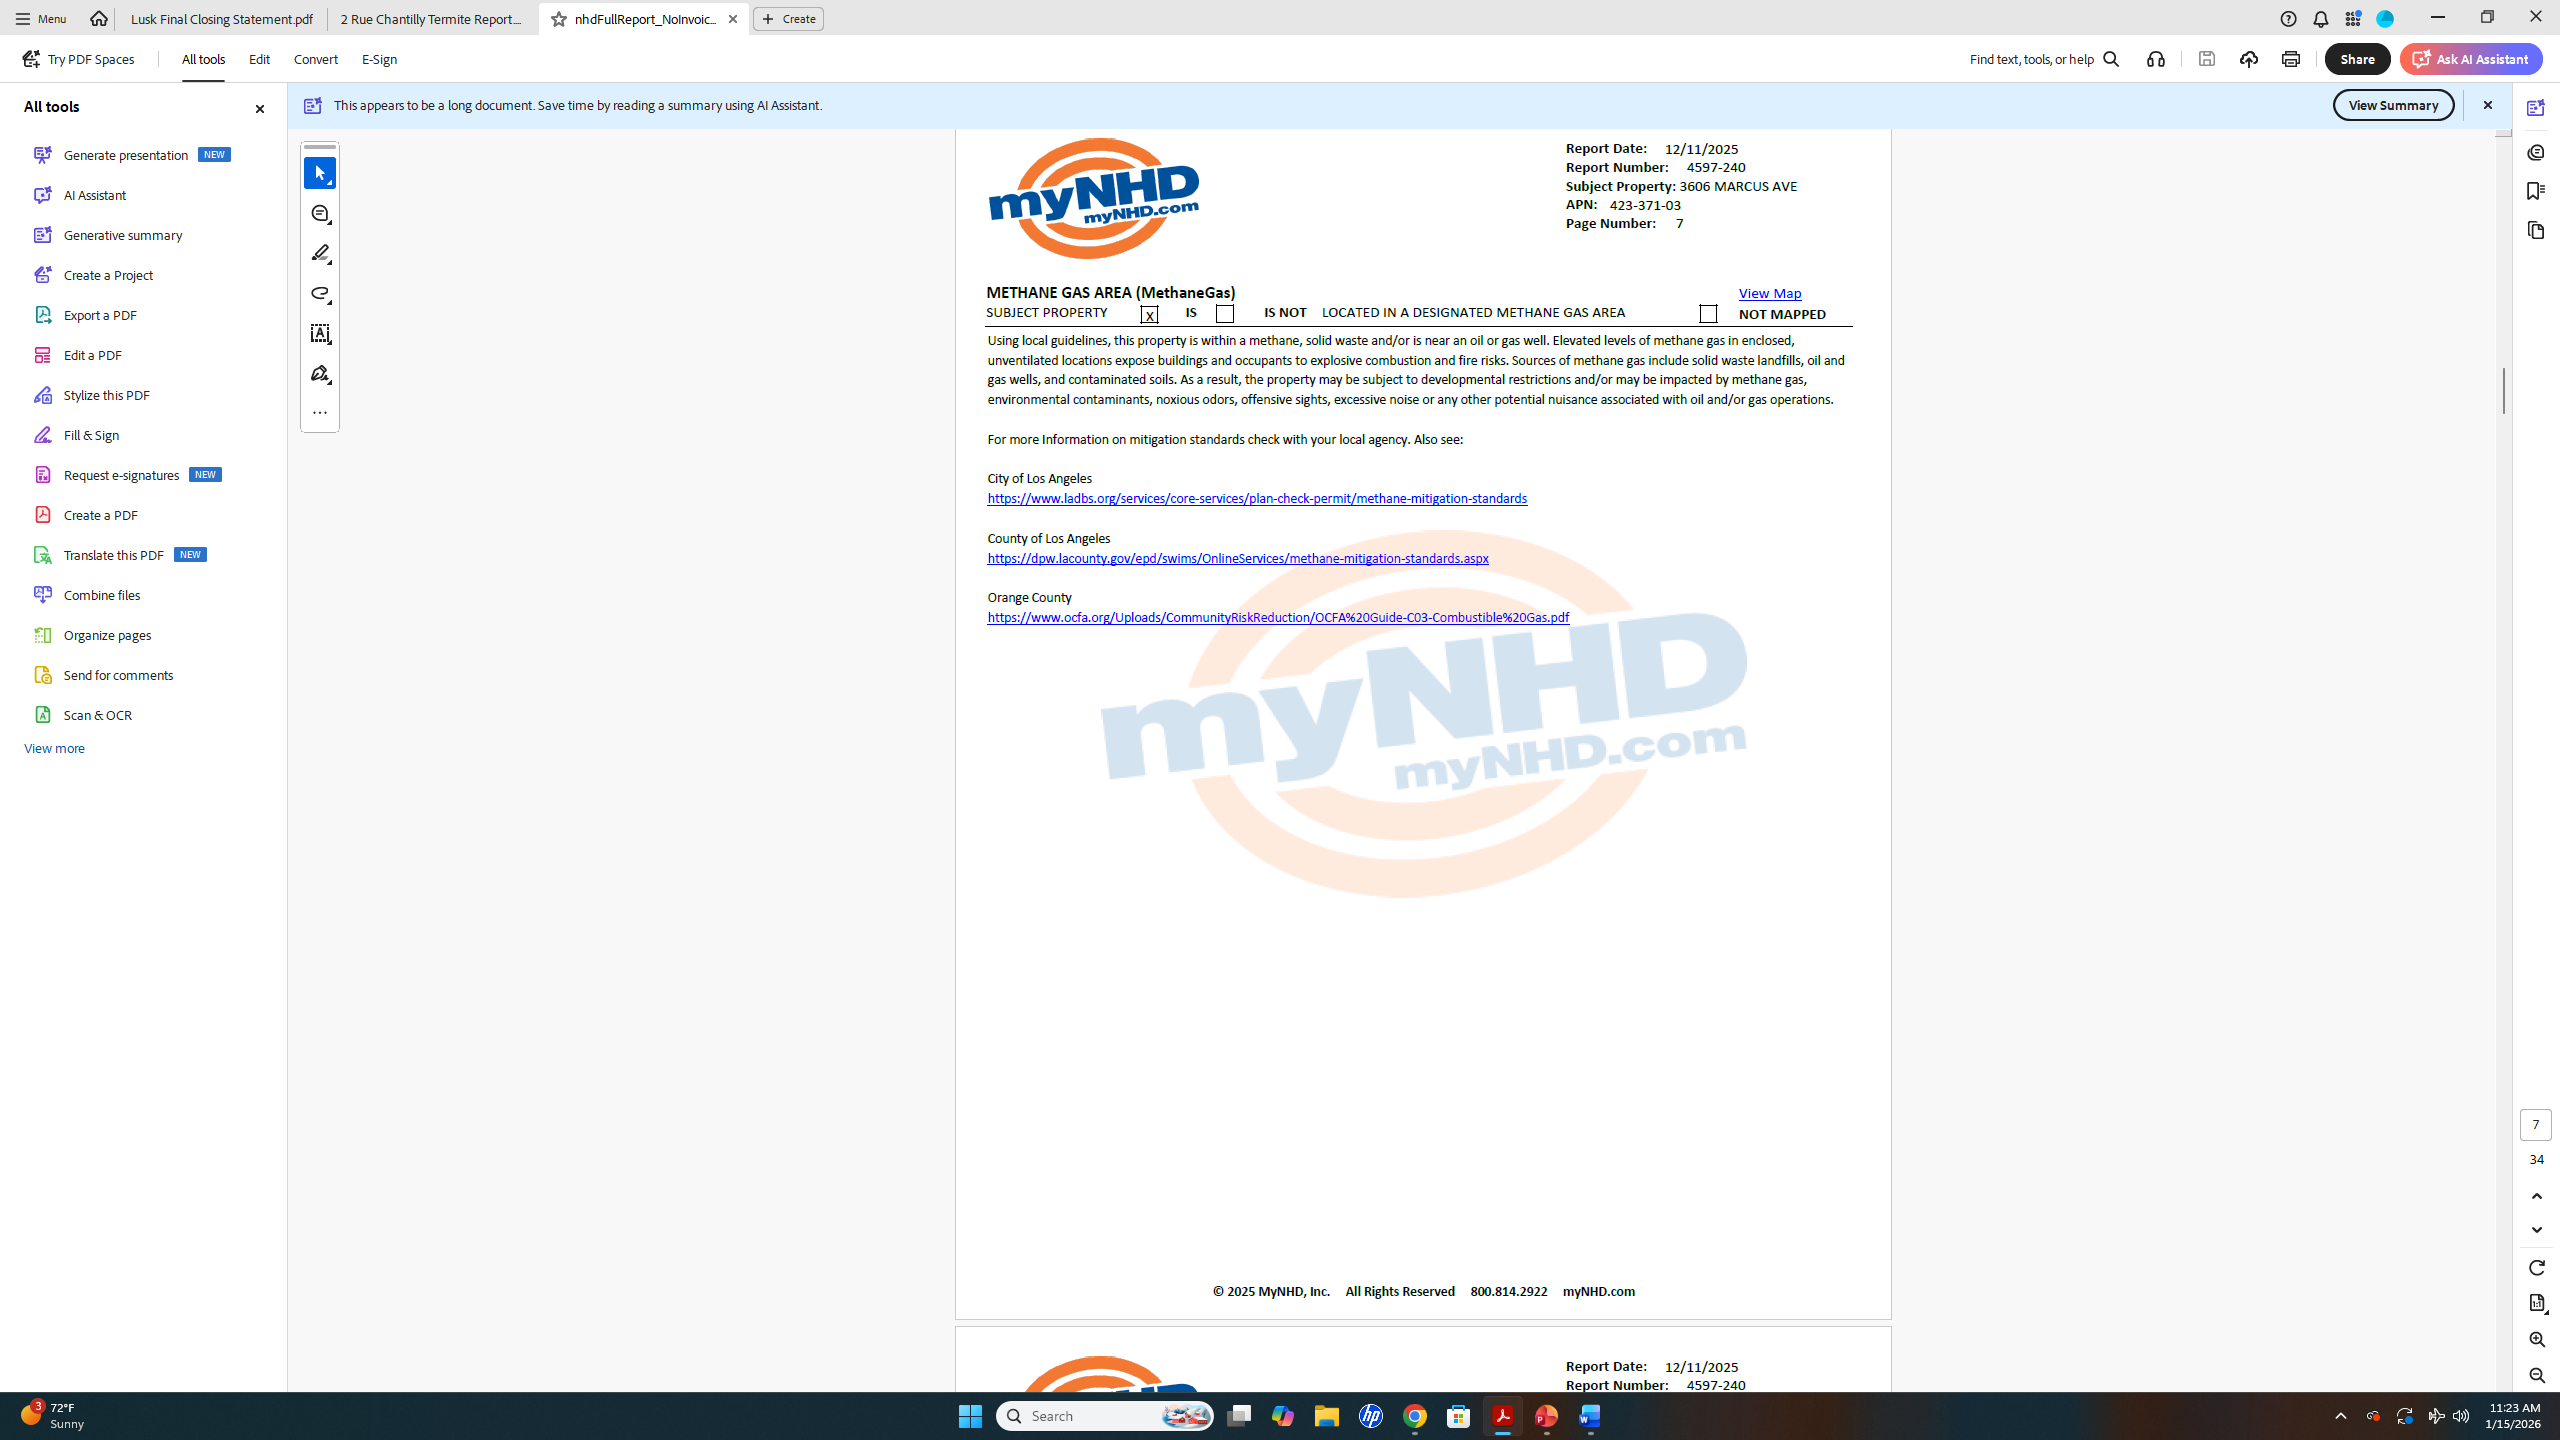 Menu
Lusk Final Closing Statement.pdf
2 Rue Chantilly Termite Report....
nhdFullReport_NoInvoic...
Create
Try PDF Spaces
All tools
Edit
Convert
E-Sign
Find text, tools, or help
Share
Ask AI Assistant
All tools
This appears to be a long document. Save time by reading a summary using AI Assistant.
View Summary
Generate presentation NEW
AI Assistant
Generative summary
Create a Project
Export a PDF
Edit a PDF
Stylize this PDF
Fill & Sign
Request e-signatures NEW
Create a PDF
Translate this PDF NEW
Combine files
Organize pages
Send for comments
Scan & OCR
View more
myNHD
myNHD.com
Report Date: 12/11/2025
Report Number: 4597-240
Subject Property: 3606 MARCUS AVE
APN: 423-371-03
Page Number: 7
METHANE GAS AREA (MethaneGas)
View Map
SUBJECT PROPERTY X IS IS NOT LOCATED IN A DESIGNATED METHANE GAS AREA NOT MAPPED
Using local guidelines, this property is within a methane, solid waste and/or is near an oil or gas well. Elevated levels of methane gas in enclosed,
unventilated locations expose buildings and occupants to explosive combustion and fire risks. Sources of methane gas include solid waste landfills, oil and
gas wells, and contaminated soils. As a result, the property may be subject to developmental restrictions and/or may be impacted by methane gas,
environmental contaminants, noxious odors, offensive sights, excessive noise or any other potential nuisance associated with oil and/or gas operations.
For more Information on mitigation standards check with your local agency. Also see:
City of Los Angeles
https://www.ladbs.org/services/core-services/plan-check-permit/methane-mitigation-standards
County of Los Angeles
https://dpw.lacounty.gov/epd/swims/OnlineServices/methane-mitigation-standards.aspx
Orange County
https://www.ocfa.org/Uploads/CommunityRiskReduction/OCFA%20Guide-C03-Combustible%20Gas.pdf
myNHD
myNHD.com
© 2025 MyNHD, Inc. All Rights Reserved 800.814.2922 myNHD.com
Report Date: 12/11/2025
Report Number: 4597-240
7
34
3
72°F
Sunny
Search
11:23 AM
1/15/2026